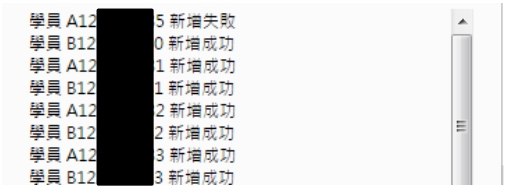 學員 A12 5 新增失敗
學員 B12 0 新增成功
學員 A12 31 新增成功
學員 B12 1 新增成功
學員 A12 32 新增成功
學員 B12 2 新增成功
學員 A12 33 新增成功
學員 B12 3 新增成功